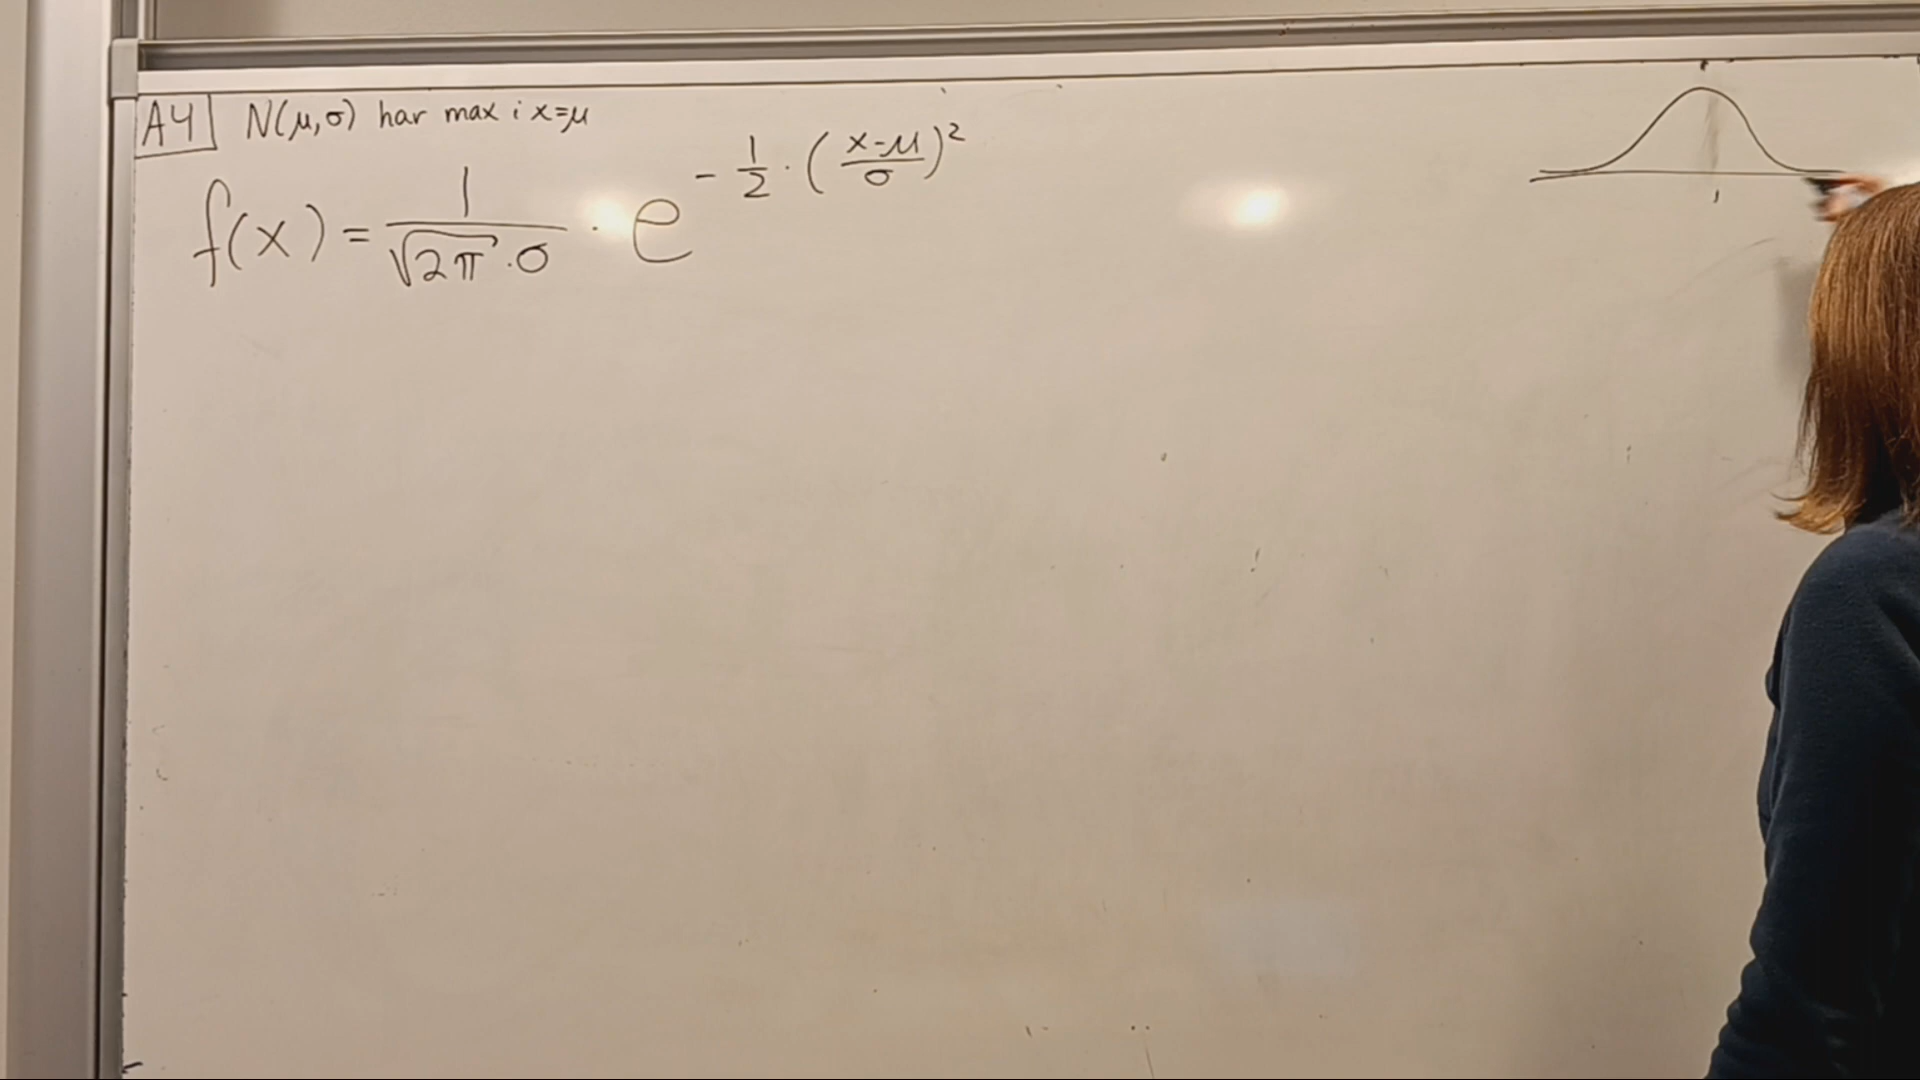 A4 N(μ,σ) har max i x=μ
f(x) = 1/(√2π · σ) · e^(-1/2 · ((x-μ)/σ)^2)